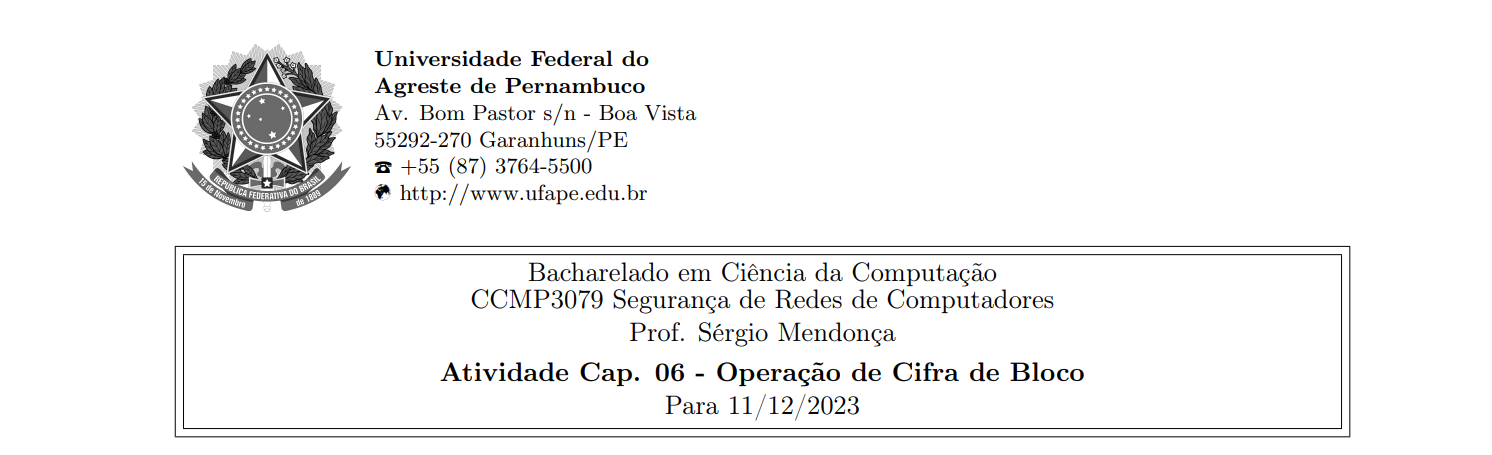 Universidade Federal do
Agreste de Pernambuco
Av. Bom Pastor s/n - Boa Vista
55292-270 Garanhuns/PE
☎ +55 (87) 3764-5500
http://www.ufape.edu.br
REPÚBLICA FEDERATIVA DO BRASIL
15 de Novembro
de 1889
Bacharelado em Ciência da Computação
CCMP3079 Segurança de Redes de Computadores
Prof. Sérgio Mendonça
Atividade Cap. 06 - Operação de Cifra de Bloco
Para 11/12/2023